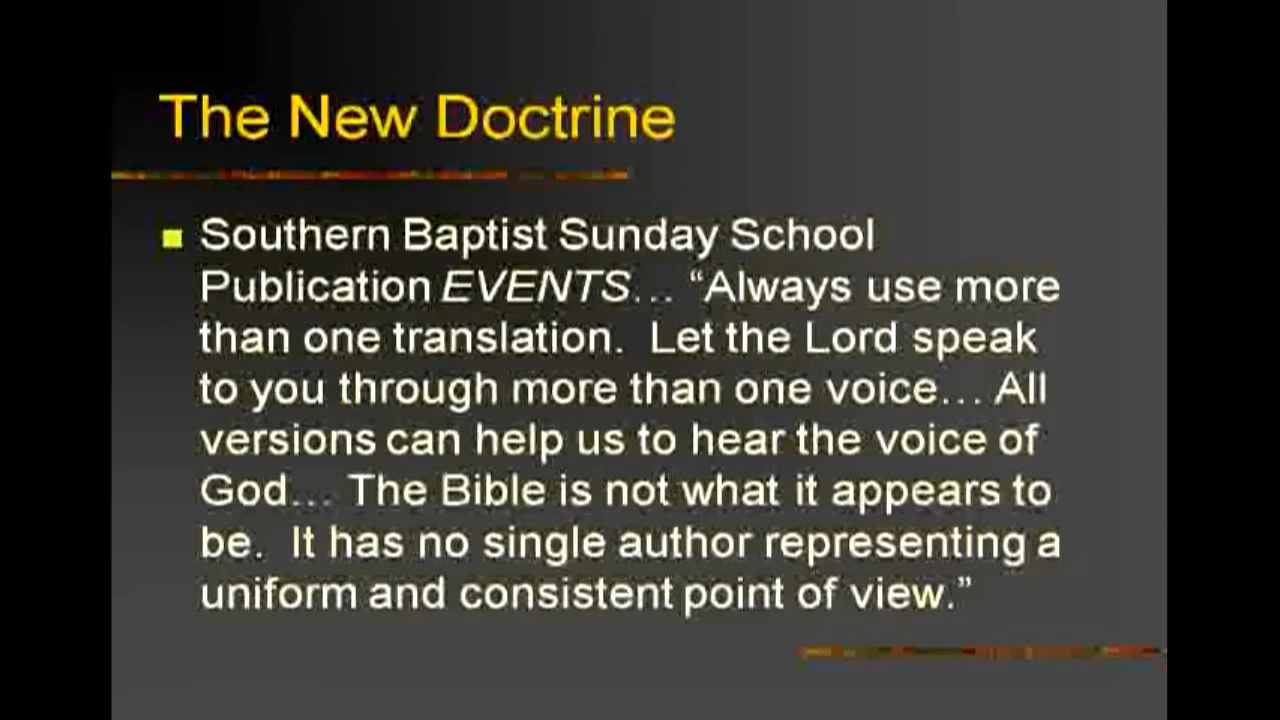 The New Doctrine
Southern Baptist Sunday School
Publication EVENTS... “Always use more
than one translation.  Let the Lord speak
to you through more than one voice... All
versions can help us to hear the voice of
God... The Bible is not what it appears to
be.  It has no single author representing a
uniform and consistent point of view.”